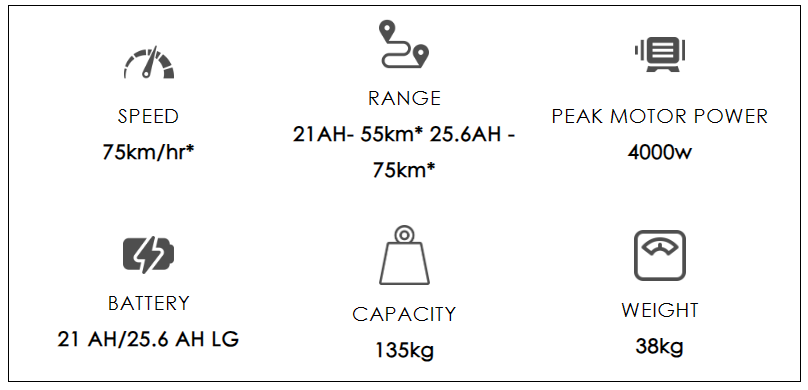 SPEED
75km/hr*
RANGE
21AH- 55km* 25.6AH -
75km*
PEAK MOTOR POWER
4000w
BATTERY
21 AH/25.6 AH LG
CAPACITY
135kg
WEIGHT
38kg